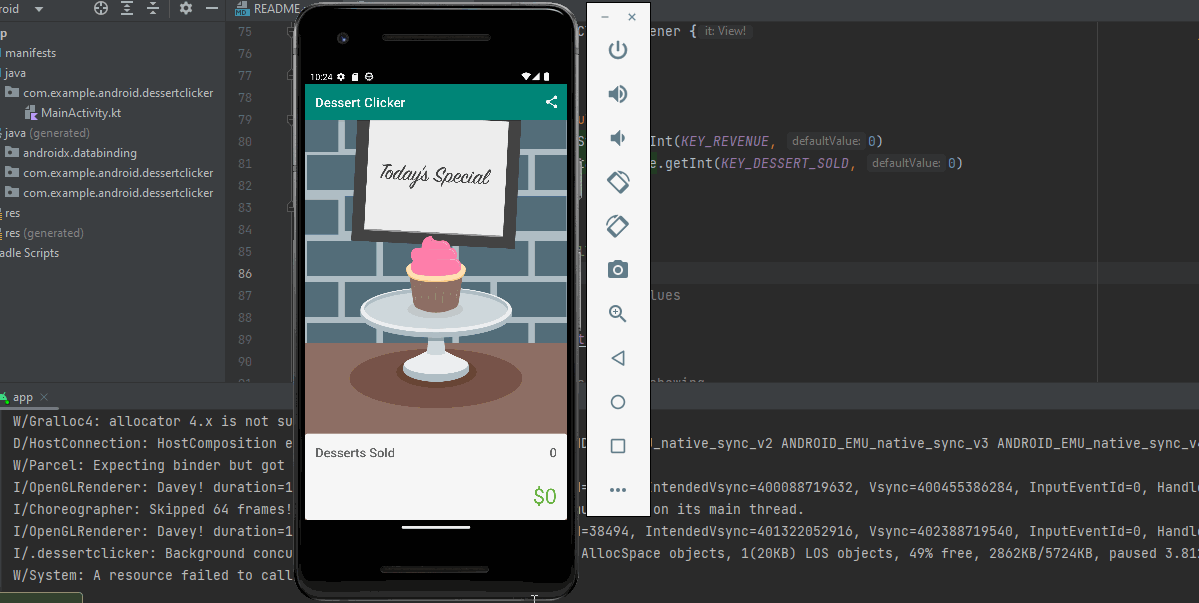 roid
README
p
manifests
java
com.example.android.dessertclicker
MainActivity.kt
java (generated)
androidx.databinding
com.example.android.dessertclicker
com.example.android.dessertclicker
res
res (generated)
adle Scripts
75
76
77
78
79
80
81
82
83
84
85
86
87
88
89
90
ener { it: View!
Int(KEY_REVENUE, defaultValue: 0)
e.getInt(KEY_DESSERT_SOLD, defaultValue: 0)
lues
10:24
Dessert Clicker
Today's Special
Desserts Sold 0
$0
app
W/Gralloc4: allocator 4.x is not su
D/HostConnection: HostComposition e
U_native_sync_v2 ANDROID_EMU_native_sync_v3 ANDROID_EMU_native_sync_v4
W/Parcel: Expecting binder but got
I/OpenGLRenderer: Davey! duration=1
IntendedVsync=400088719632, Vsync=400455386284, InputEventId=0, Handle
I/Choreographer: Skipped 64 frames!
on its main thread.
I/OpenGLRenderer: Davey! duration=1
d=38494, IntendedVsync=401322052916, Vsync=402388719540, InputEventId=0, Handle
I/.dessertclicker: Background concu
AllocSpace objects, 1(20KB) LOS objects, 49% free, 2862KB/5724KB, paused 3.81
W/System: A resource failed to call